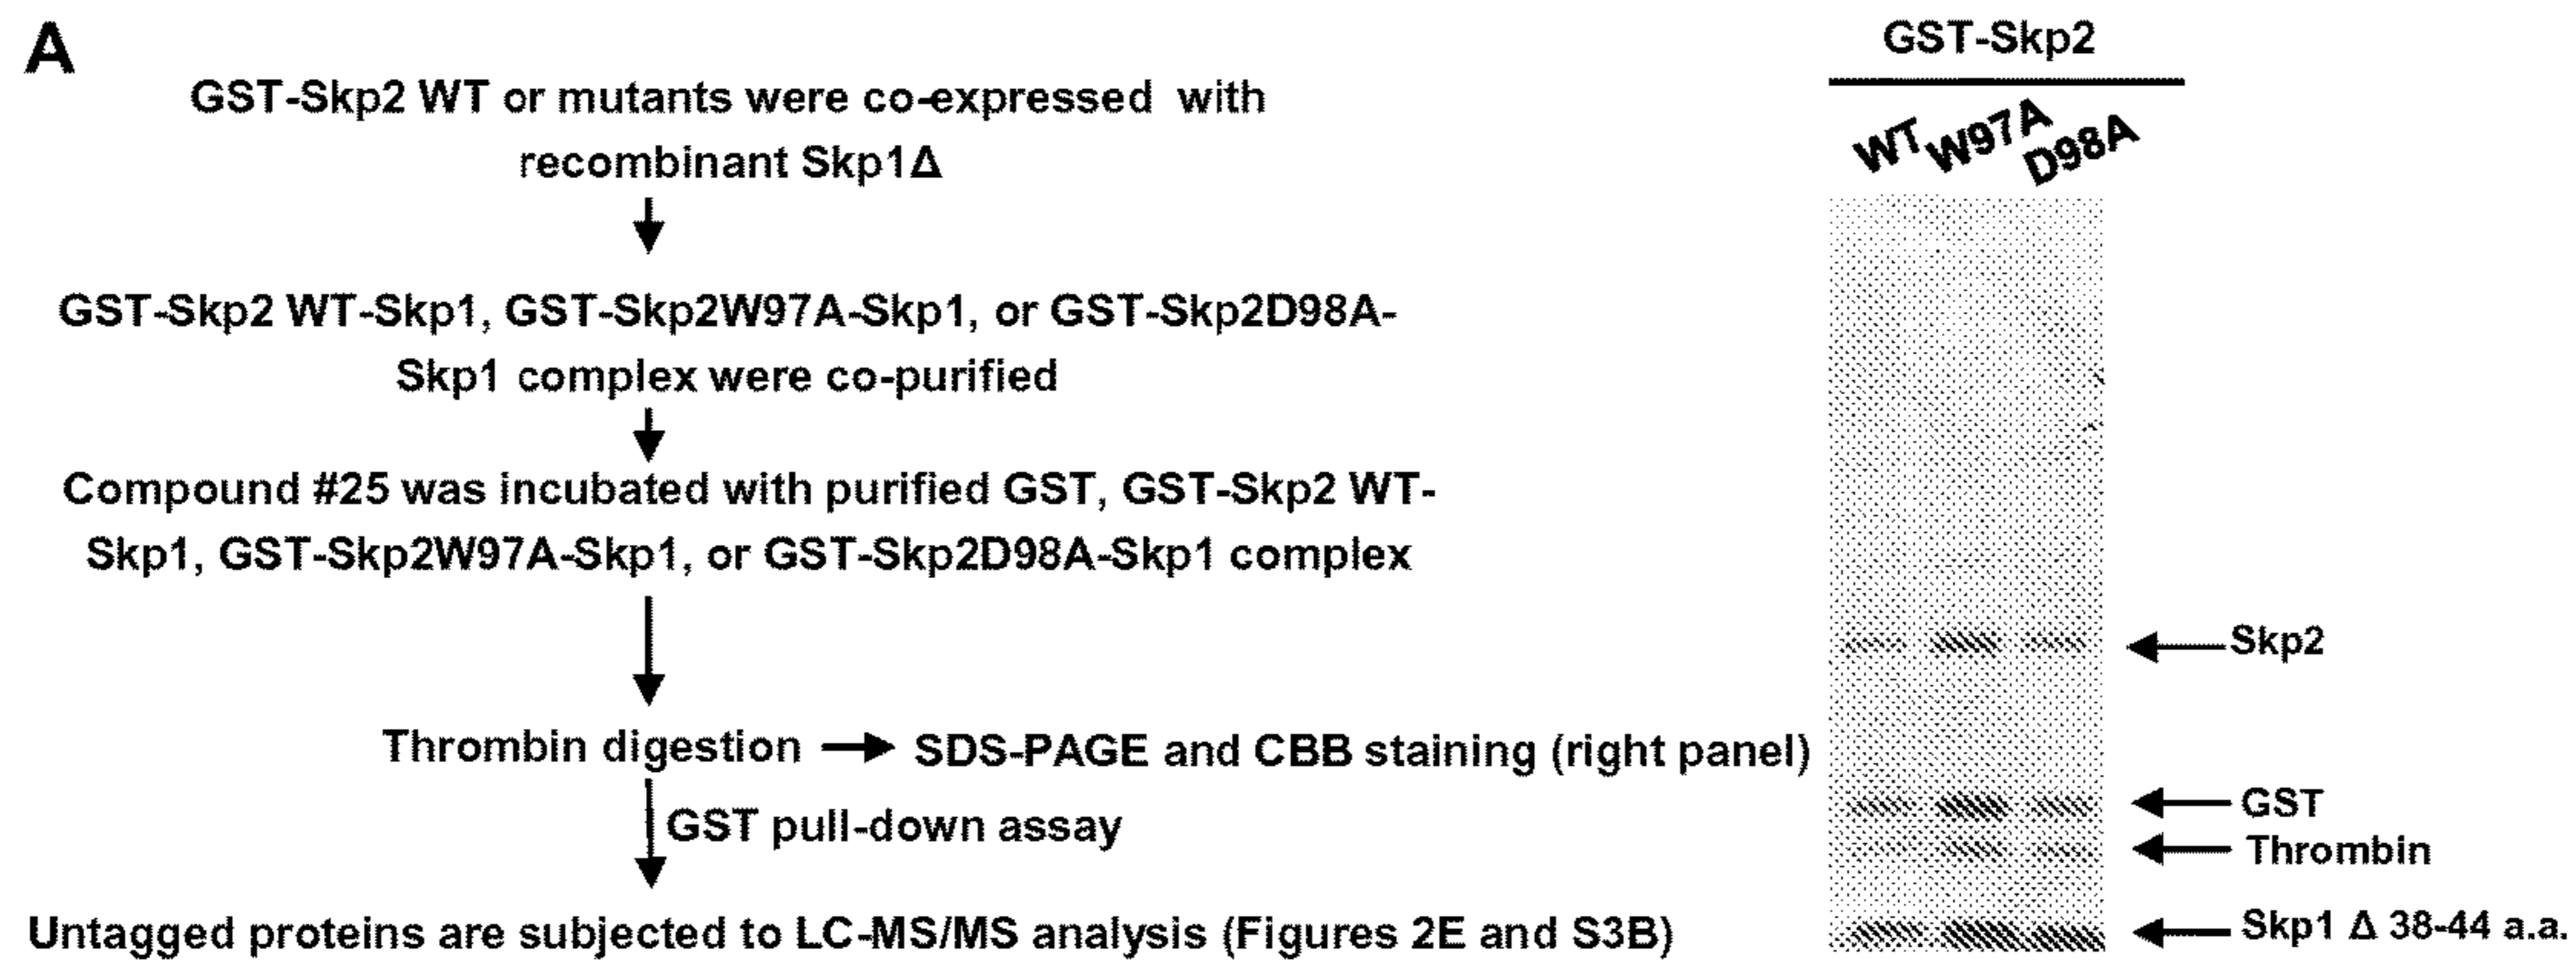 A
GST-Skp2 WT or mutants were co-expressed with
recombinant Skp1Δ
GST-Skp2 WT-Skp1, GST-Skp2W97A-Skp1, or GST-Skp2D98A-
Skp1 complex were co-purified
Compound #25 was incubated with purified GST, GST-Skp2 WT-
Skp1, GST-Skp2W97A-Skp1, or GST-Skp2D98A-Skp1 complex
Thrombin digestion
SDS-PAGE and CBB staining (right panel)
GST pull-down assay
Untagged proteins are subjected to LC-MS/MS analysis (Figures 2E and S3B)
GST-Skp2
WT
W97A
D98A
Skp2
GST
Thrombin
Skp1 Δ 38-44 a.a.